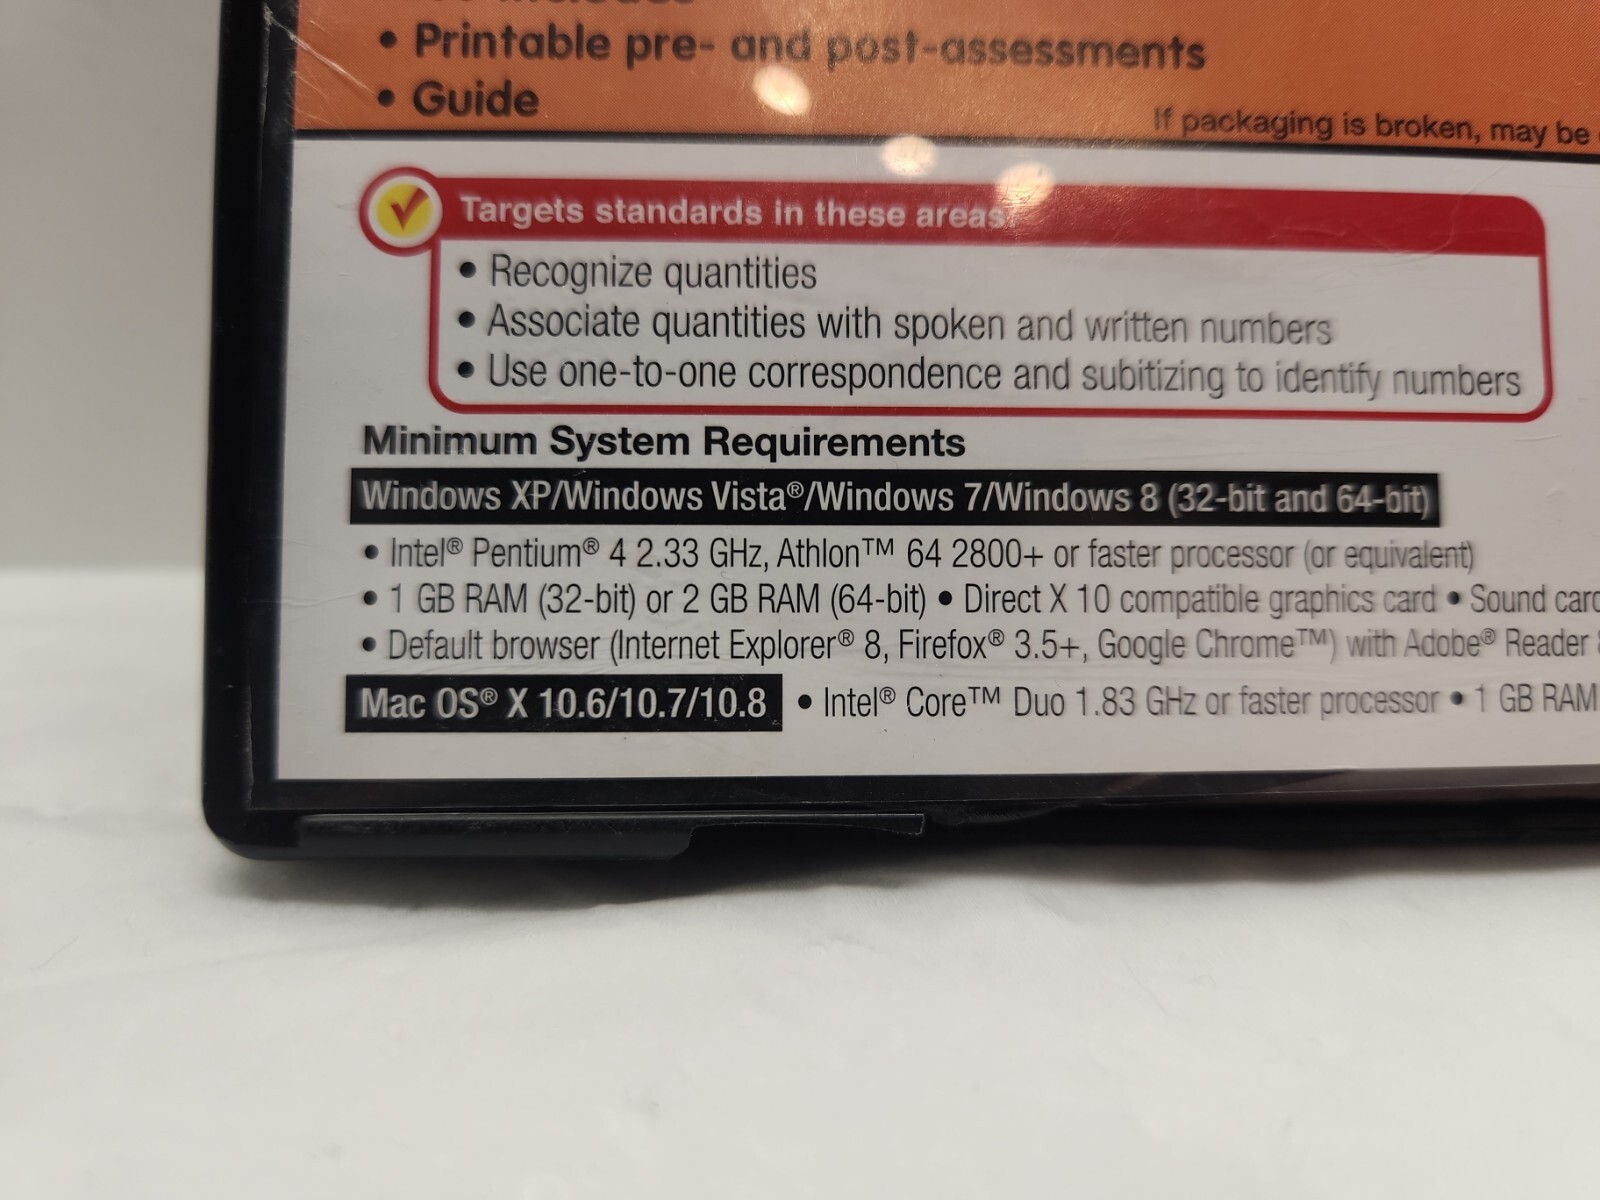 • Printable pre- and post-assessments
• Guide
If packaging is broken, may be
Targets standards in these areas:
• Recognize quantities
• Associate quantities with spoken and written numbers
• Use one-to-one correspondence and subitizing to identify numbers
Minimum System Requirements
Windows XP/Windows Vista®/Windows 7/Windows 8 (32-bit and 64-bit)
• Intel® Pentium® 4 2.33 GHz, Athlon™ 64 2800+ or faster processor (or equivalent)
• 1 GB RAM (32-bit) or 2 GB RAM (64-bit) • Direct X 10 compatible graphics card • Sound card
• Default browser (Internet Explorer® 8, Firefox® 3.5+, Google Chrome™) with Adobe® Reader
Mac OS® X 10.6/10.7/10.8 • Intel® Core™ Duo 1.83 GHz or faster processor • 1 GB RAM